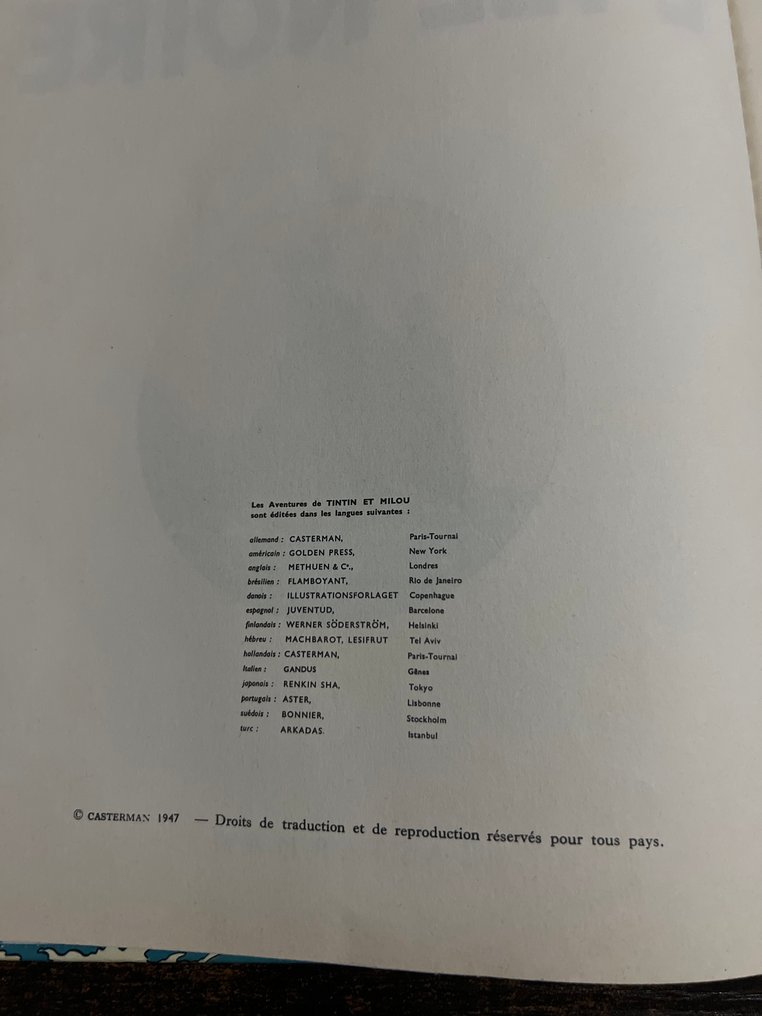 Les Aventures de TINTIN ET MILOU
sont éditées dans les langues suivantes :
allemand : CASTERMAN, Paris-Tournai
américain : GOLDEN PRESS, New York
anglais : METHUEN & Cº., Londres
brésilien : FLAMBOYANT, Rio de Janeiro
danois : ILLUSTRATIONSFORLAGET Copenhague
espagnol : JUVENTUD, Barcelone
finlandais : WERNER SÖDERSTRÖM, Helsinki
hébreu : MACHBAROT, LESIFRUT Tel Aviv
hollandais : CASTERMAN, Paris-Tournai
italien : GANDUS Gênes
japonais : RENKIN SHA, Tokyo
portugais : ASTER, Lisbonne
suédois : BONNIER, Stockholm
turc : ARKADAS. Istanbul
© CASTERMAN 1947 — Droits de traduction et de reproduction réservés pour tous pays.